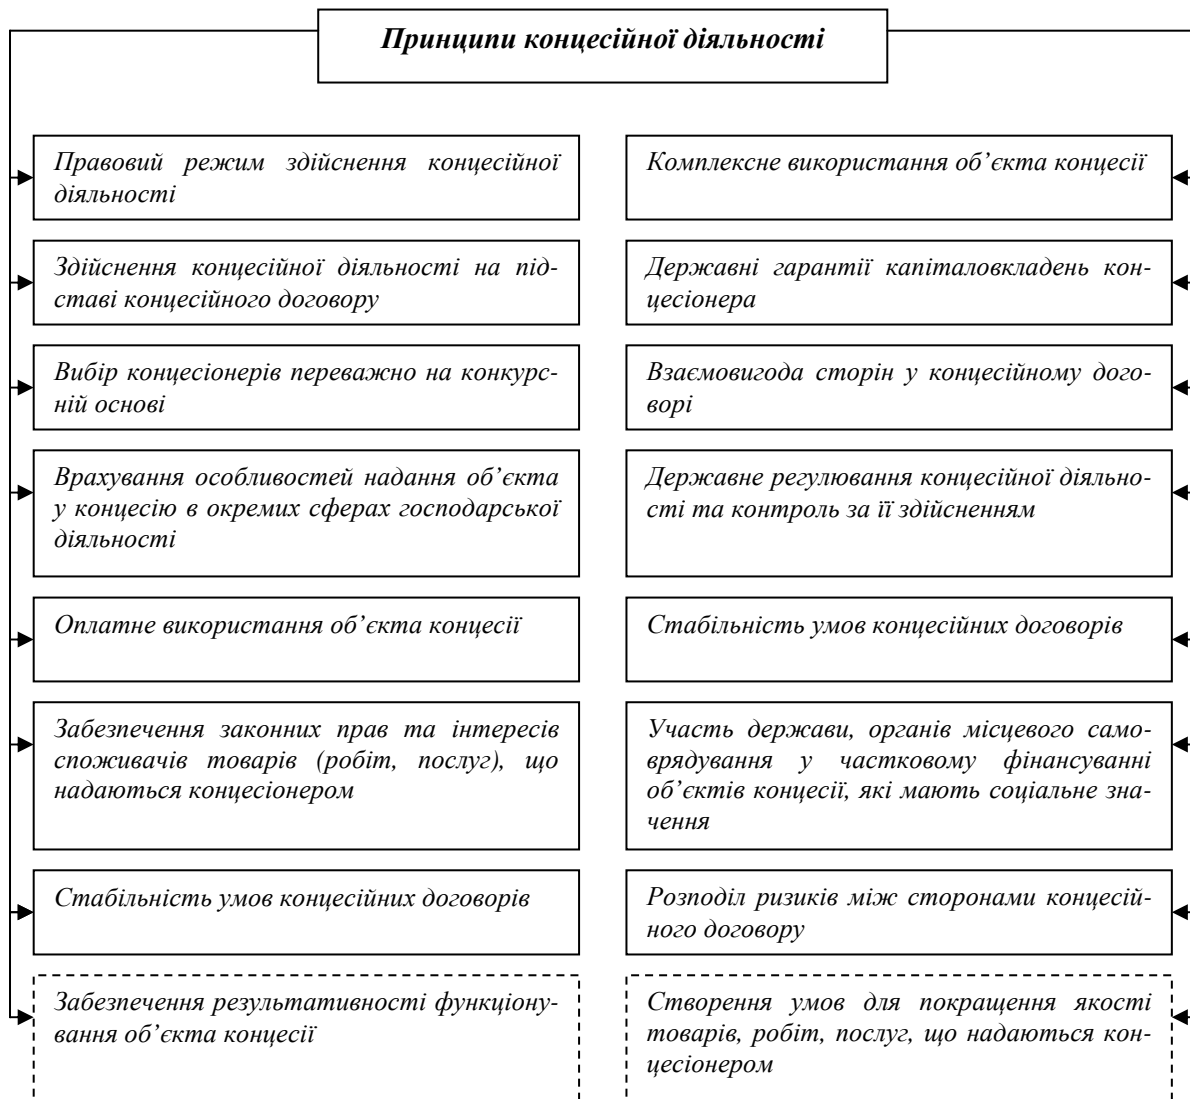 Принципи концесійної діяльності
Правовий режим здійснення концесійної
діяльності
Комплексне використання об’єкта концесії
Здійснення концесійної діяльності на під-
ставі концесійного договору
Державні гарантії капіталовкладень кон-
цесіонера
Вибір концесіонерів переважно на конкурс-
ній основі
Взаємовигода сторін у концесійному дого-
ворі
Врахування особливостей надання об’єкта
у концесію в окремих сферах господарської
діяльності
Державне регулювання концесійної діяльно-
сті та контроль за її здійсненням
Оплатне використання об’єкта концесії
Стабільність умов концесійних договорів
Забезпечення законних прав та інтересів
споживачів товарів (робіт, послуг), що
надаються концесіонером
Участь держави, органів місцевого само-
врядування у частковому фінансуванні
об’єктів концесії, які мають соціальне зна-
чення
Стабільність умов концесійних договорів
Розподіл ризиків між сторонами концесій-
ного договору
Забезпечення результативності функціону-
вання об’єкта концесії
Створення умов для покращення якості
товарів, робіт, послуг, що надаються кон-
цесіонером